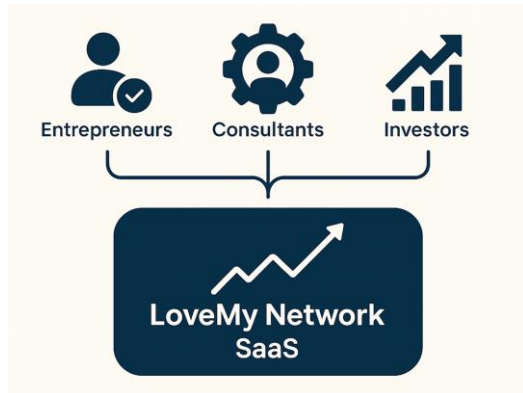 Entrepreneurs
Consultants
Investors
LoveMy Network
SaaS